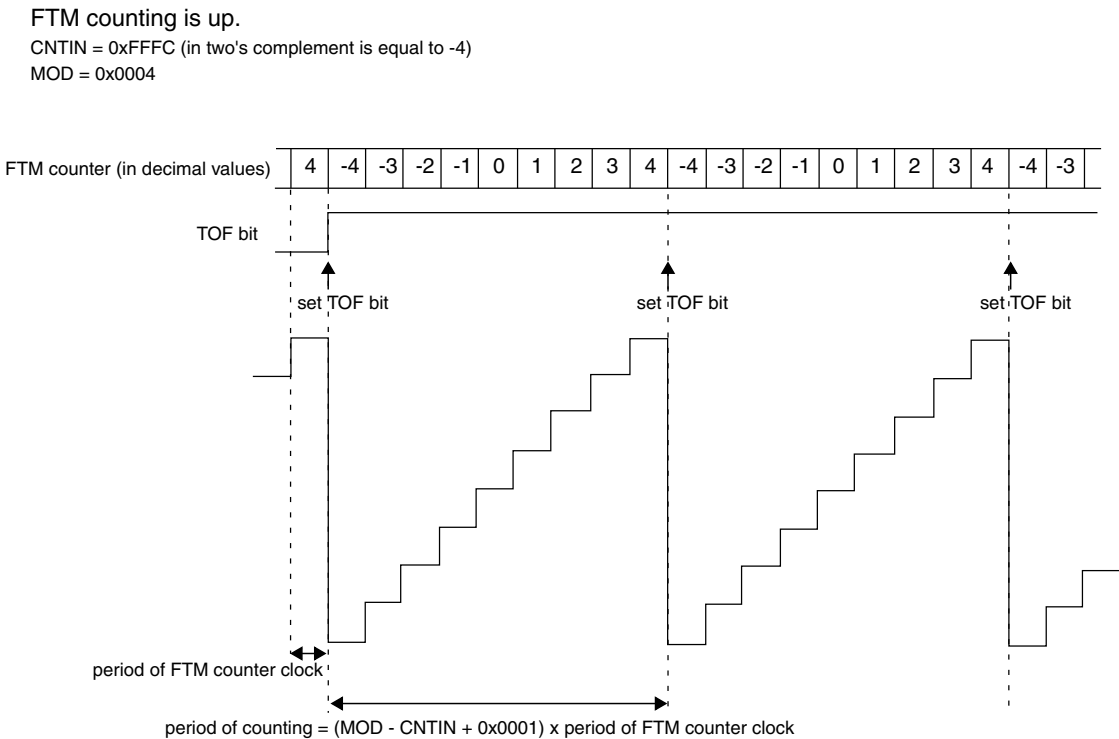 FTM counting is up.
CNTIN = 0xFFFC (in two's complement is equal to -4)
MOD = 0x0004
FTM counter (in decimal values) 4 -4 -3 -2 -1 0 1 2 3 4 -4 -3 -2 -1 0 1 2 3 4 -4 -3
TOF bit
set TOF bit set TOF bit set TOF bit
period of FTM counter clock
period of counting = (MOD - CNTIN + 0x0001) x period of FTM counter clock